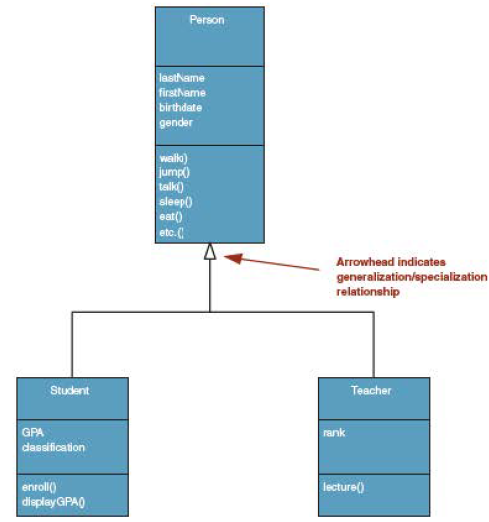 Person
lastName
firstName
birthdate
gender
walk()
jump()
talk()
sleep()
eat()
etc.()
Arrowhead indicates
generalization/specialization
relationship
Student
GPA
classification
enroll()
displayGPA()
Teacher
rank
lecture()